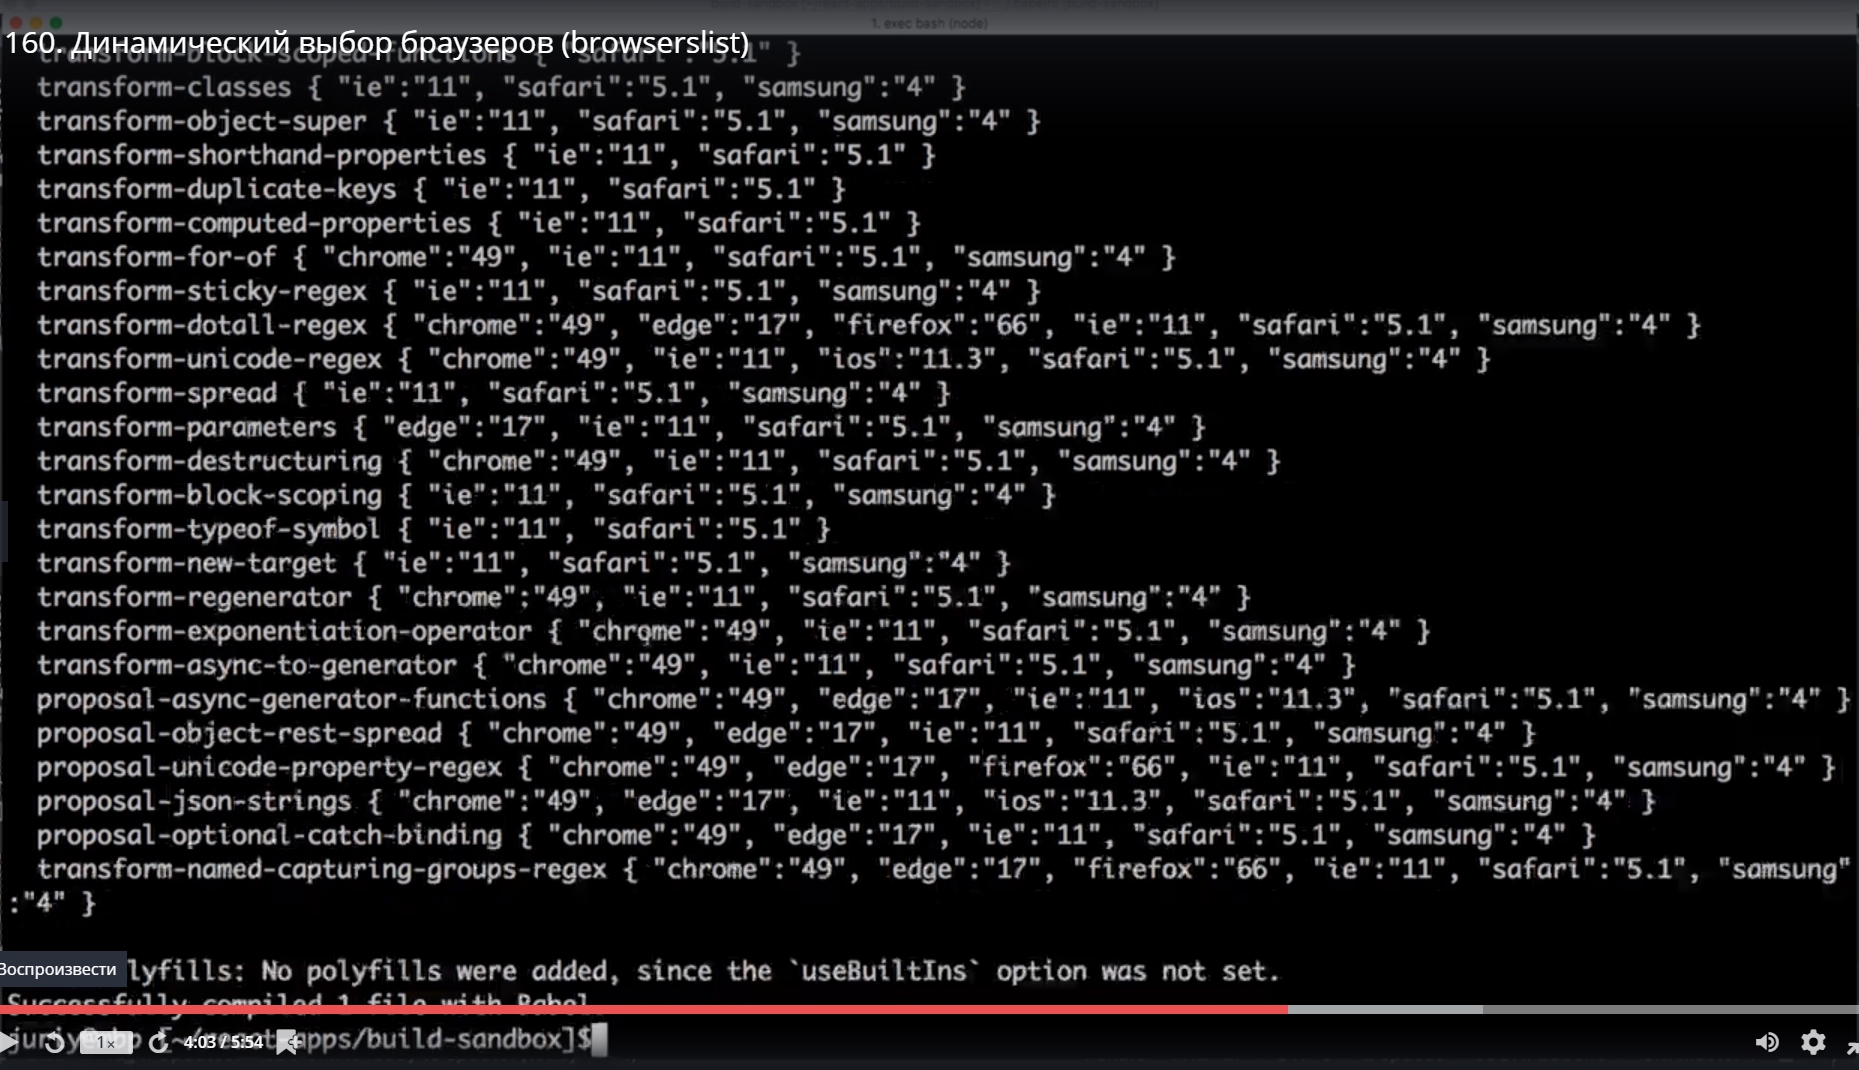 1. exec bash (node)
160. Динамический выбор браузеров (browserslist)
transform-block-scoped-functions { "safari":"5.1" }
transform-classes { "ie":"11", "safari":"5.1", "samsung":"4" }
transform-object-super { "ie":"11", "safari":"5.1", "samsung":"4" }
transform-shorthand-properties { "ie":"11", "safari":"5.1" }
transform-duplicate-keys { "ie":"11", "safari":"5.1" }
transform-computed-properties { "ie":"11", "safari":"5.1" }
transform-for-of { "chrome":"49", "ie":"11", "safari":"5.1", "samsung":"4" }
transform-sticky-regex { "ie":"11", "safari":"5.1", "samsung":"4" }
transform-dotall-regex { "chrome":"49", "edge":"17", "firefox":"66", "ie":"11", "safari":"5.1", "samsung":"4" }
transform-unicode-regex { "chrome":"49", "ie":"11", "ios":"11.3", "safari":"5.1", "samsung":"4" }
transform-spread { "ie":"11", "safari":"5.1", "samsung":"4" }
transform-parameters { "edge":"17", "ie":"11", "safari":"5.1", "samsung":"4" }
transform-destructuring { "chrome":"49", "ie":"11", "safari":"5.1", "samsung":"4" }
transform-block-scoping { "ie":"11", "safari":"5.1", "samsung":"4" }
transform-typeof-symbol { "ie":"11", "safari":"5.1" }
transform-new-target { "ie":"11", "safari":"5.1", "samsung":"4" }
transform-regenerator { "chrome":"49", "ie":"11", "safari":"5.1", "samsung":"4" }
transform-exponentiation-operator { "chrome":"49", "ie":"11", "safari":"5.1", "samsung":"4" }
transform-async-to-generator { "chrome":"49", "ie":"11", "safari":"5.1", "samsung":"4" }
proposal-async-generator-functions { "chrome":"49", "edge":"17", "ie":"11", "ios":"11.3", "safari":"5.1", "samsung":"4" }
proposal-object-rest-spread { "chrome":"49", "edge":"17", "ie":"11", "safari":"5.1", "samsung":"4" }
proposal-unicode-property-regex { "chrome":"49", "edge":"17", "firefox":"66", "ie":"11", "safari":"5.1", "samsung":"4" }
proposal-json-strings { "chrome":"49", "edge":"17", "ie":"11", "ios":"11.3", "safari":"5.1", "samsung":"4" }
proposal-optional-catch-binding { "chrome":"49", "edge":"17", "ie":"11", "safari":"5.1", "samsung":"4" }
transform-named-capturing-groups-regex { "chrome":"49", "edge":"17", "firefox":"66", "ie":"11", "safari":"5.1", "samsung"
:"4" }
Воспроизвести
lyfills: No polyfills were added, since the `useBuiltIns` option was not set.
Successfully compiled 1 file with Babel.
[~/react-apps/build-sandbox]$
1×
4:03 / 5:54